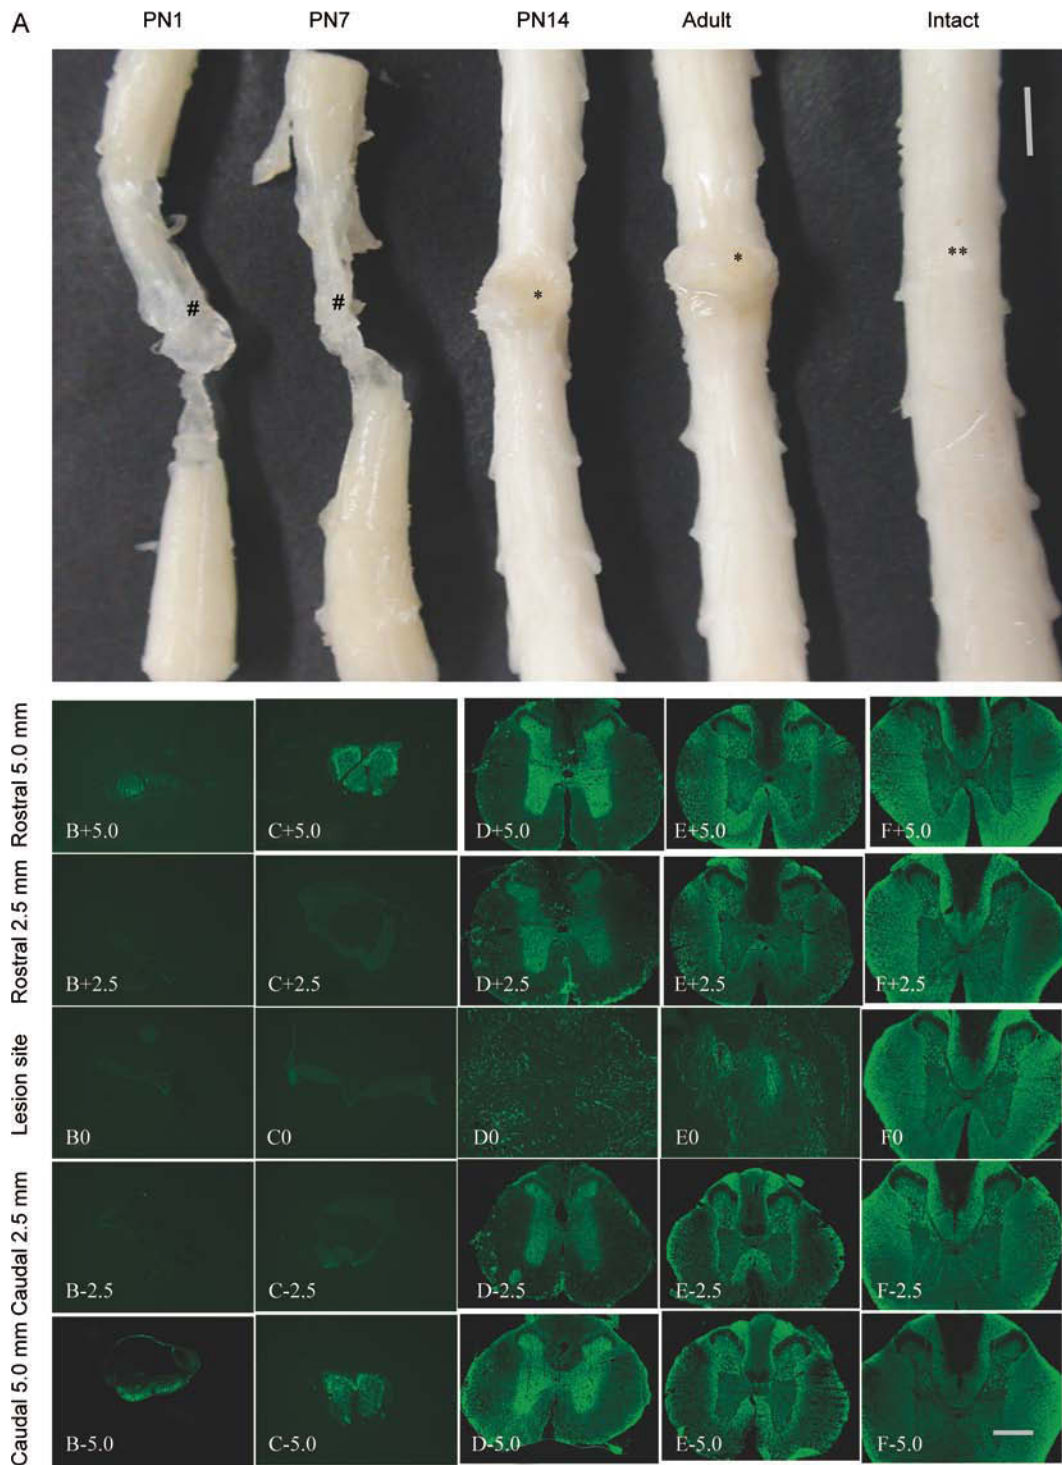 A PN1 PN7 PN14 Adult Intact
# # * * **
Rostral 5.0 mm
B+5.0 C+5.0 D+5.0 E+5.0 F+5.0
Rostral 2.5 mm
B+2.5 C+2.5 D+2.5 E+2.5 F+2.5
Lesion site
B0 C0 D0 E0 F0
Caudal 2.5 mm
B-2.5 C-2.5 D-2.5 E-2.5 F-2.5
Caudal 5.0 mm
B-5.0 C-5.0 D-5.0 E-5.0 F-5.0